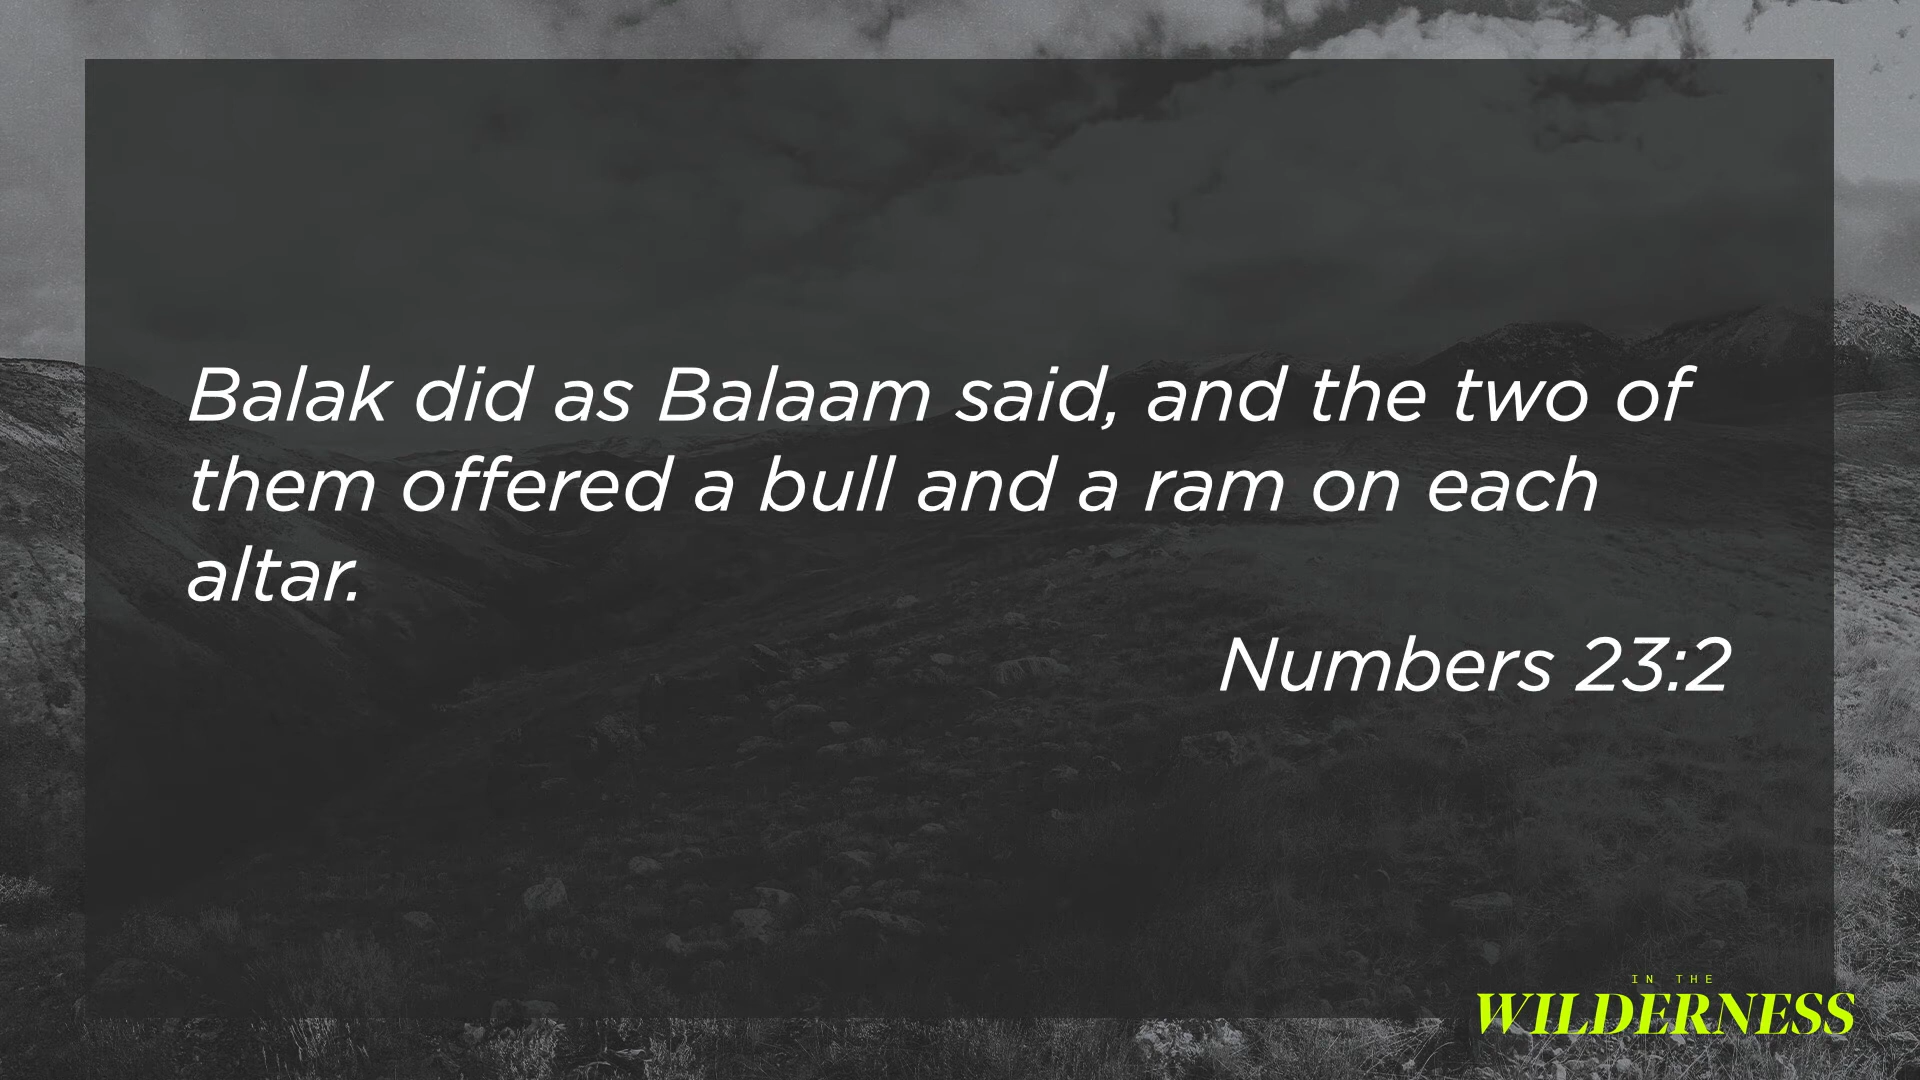 Balak did as Balaam said, and the two of
them offered a bull and a ram on each
altar.
Numbers 23:2
IN THE
WILDERNESS